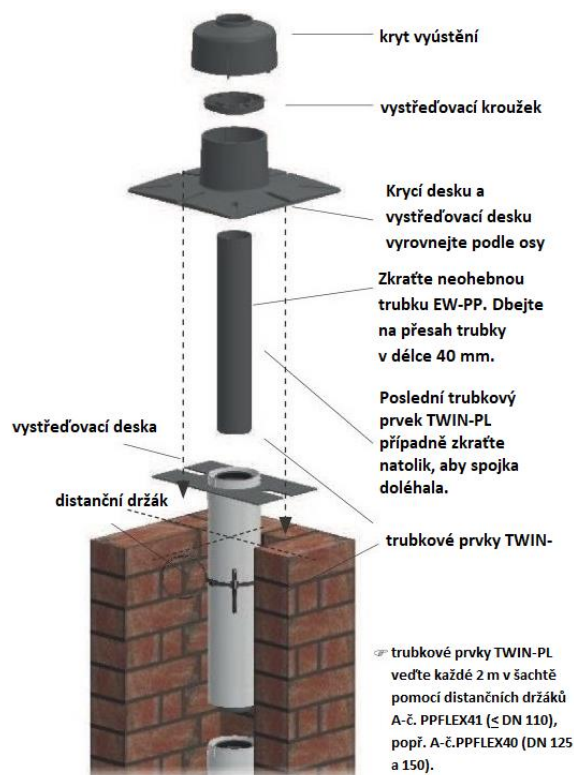 kryt vyústění
vystřeďovací kroužek
Krycí desku a
vystřeďovací desku
vyrovnejte podle osy
Zkraťte neohebnou
trubku EW-PP. Dbejte
na přesah trubky
v délce 40 mm.
Poslední trubkový
prvek TWIN-PL
případně zkraťte
natolik, aby spojka
doléhala.
vystřeďovací deska
distanční držák
trubkové prvky TWIN-
☞ trubkové prvky TWIN-PL
veďte každé 2 m v šachtě
pomocí distančních držáků
A-č. PPFLEX41 (≤ DN 110),
popř. A-č.PPFLEX40 (DN 125
a 150).